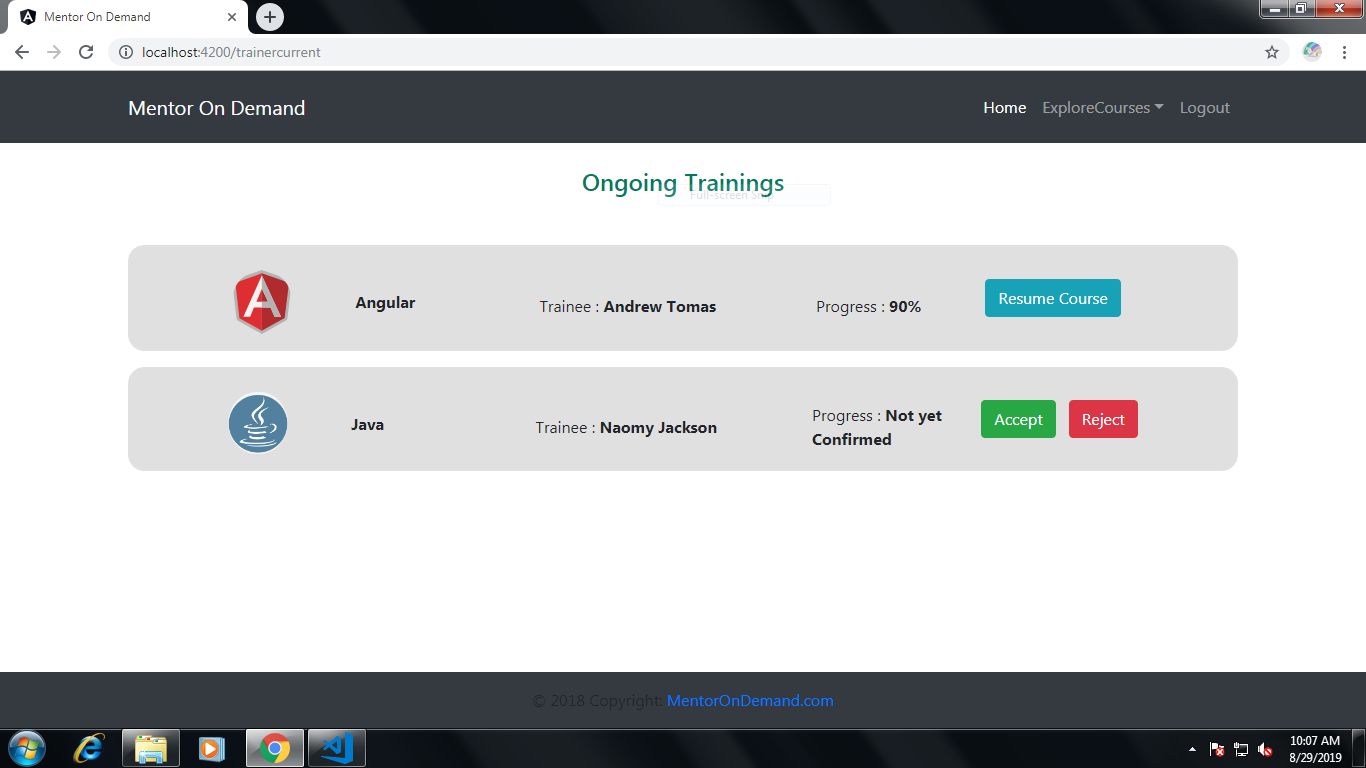 Mentor On Demand
localhost:4200/trainercurrent
Mentor On Demand
Home ExploreCourses Logout
Ongoing Trainings
Full-screen Snip
Angular Trainee : Andrew Tomas Progress : 90% Resume Course
Java Trainee : Naomy Jackson Progress : Not yet
Confirmed Accept Reject
© 2018 Copyright: MentorOnDemand.com
10:07 AM
8/29/2019